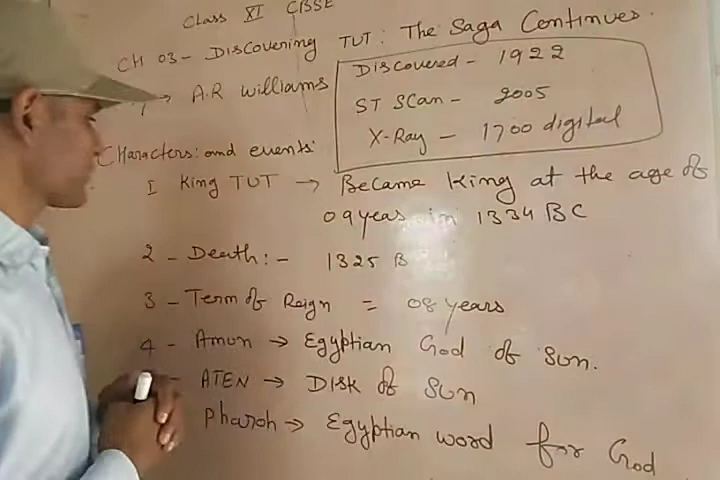 Class XI CBSE
CH 03 - Discovering TUT: The Saga Continues.
→ A.R Williams
Discovered - 1922
ST SCan - 2005
X-Ray - 1700 digital
Characters: and events:
I King TUT → Became King at the age of
09 years in 1334 BC
2 - Death: - 1325 B
3 - Term of Reign = 08 years
4 - Amun → Egyptian God of Sun.
- ATEN → DISK of Sun
Pharoh → Egyptian word for God